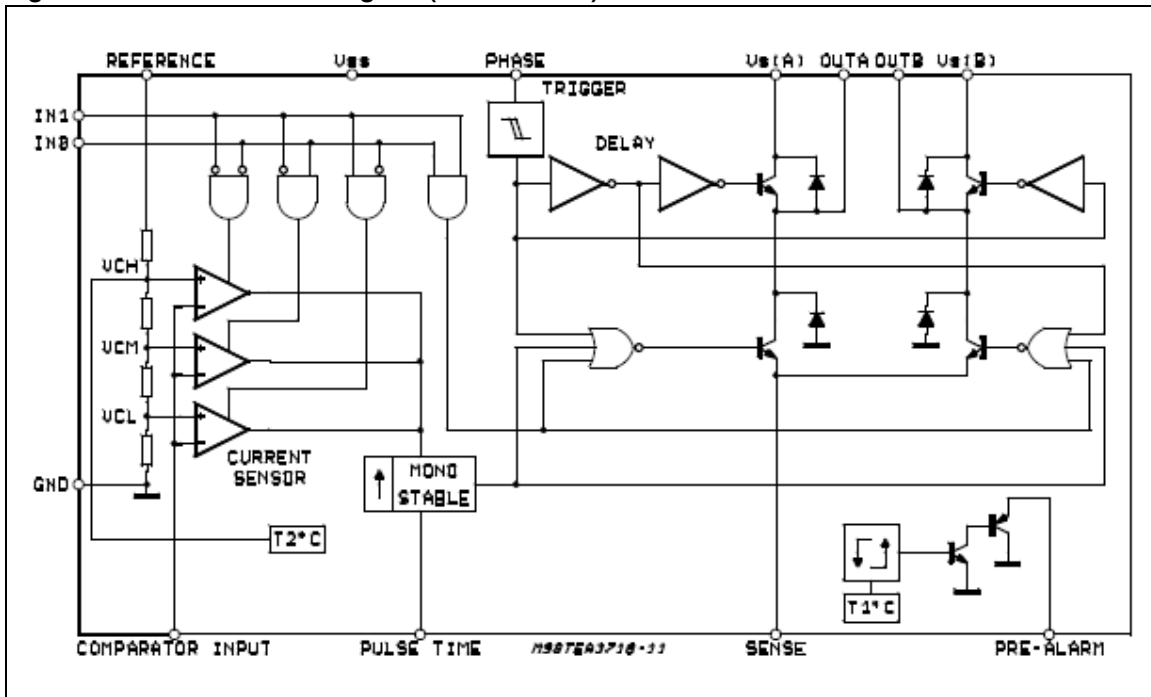 REFERENCE Vss PHASE Vs(A) OUTA OUTB Vs(B)
TRIGGER
IN1
IN0
DELAY
VCH
VCM
VCL
CURRENT
SENSOR
MONO
STABLE
GND
T2°C
T1°C
COMPARATOR INPUT PULSE TIME M98TEA3718-11 SENSE PRE-ALARM